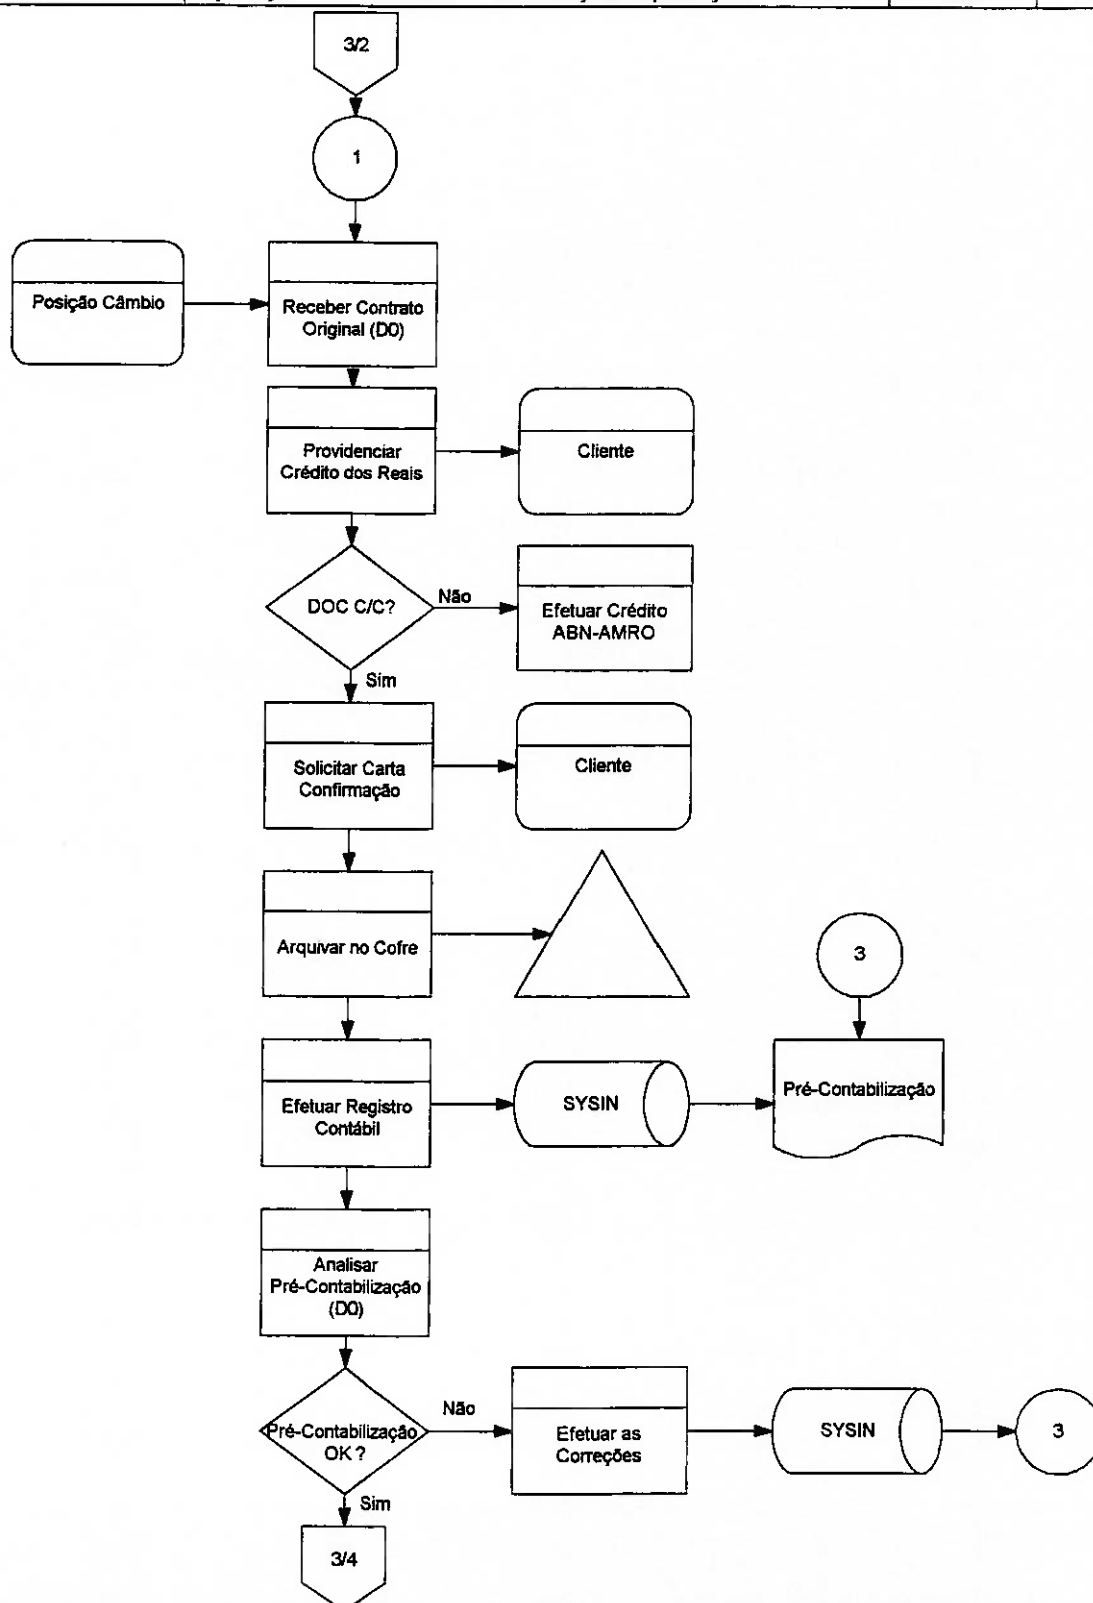 3/2
1
Posição Câmbio
Receber Contrato
Original (D0)
Providenciar
Crédito dos Reais
Cliente
DOC C/C?
Não
Efetuar Crédito
ABN-AMRO
Sim
Solicitar Carta
Confirmação
Cliente
Arquivar no Cofre
3
Efetuar Registro
Contábil
SYSIN
Pré-Contabilização
Analisar
Pré-Contabilização
(D0)
Pré-Contabilização
OK ?
Não
Efetuar as
Correções
SYSIN
3
Sim
3/4